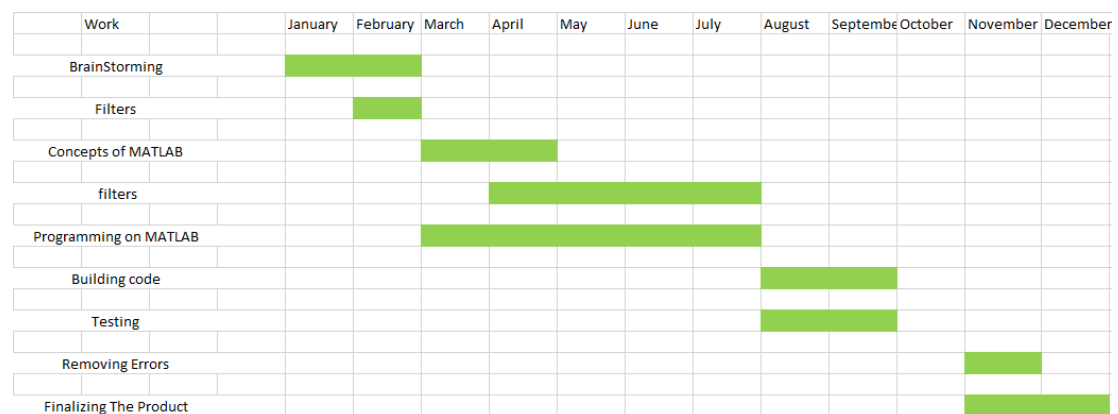 Work January February March April May June July August Septembe October November December
BrainStorming
Filters
Concepts of MATLAB
filters
Programming on MATLAB
Building code
Testing
Removing Errors
Finalizing The Product